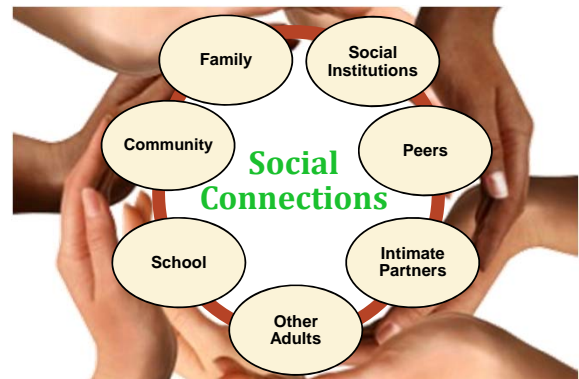 Family
Social
Institutions
Community
Peers
Social
Connections
School
Intimate
Partners
Other
Adults